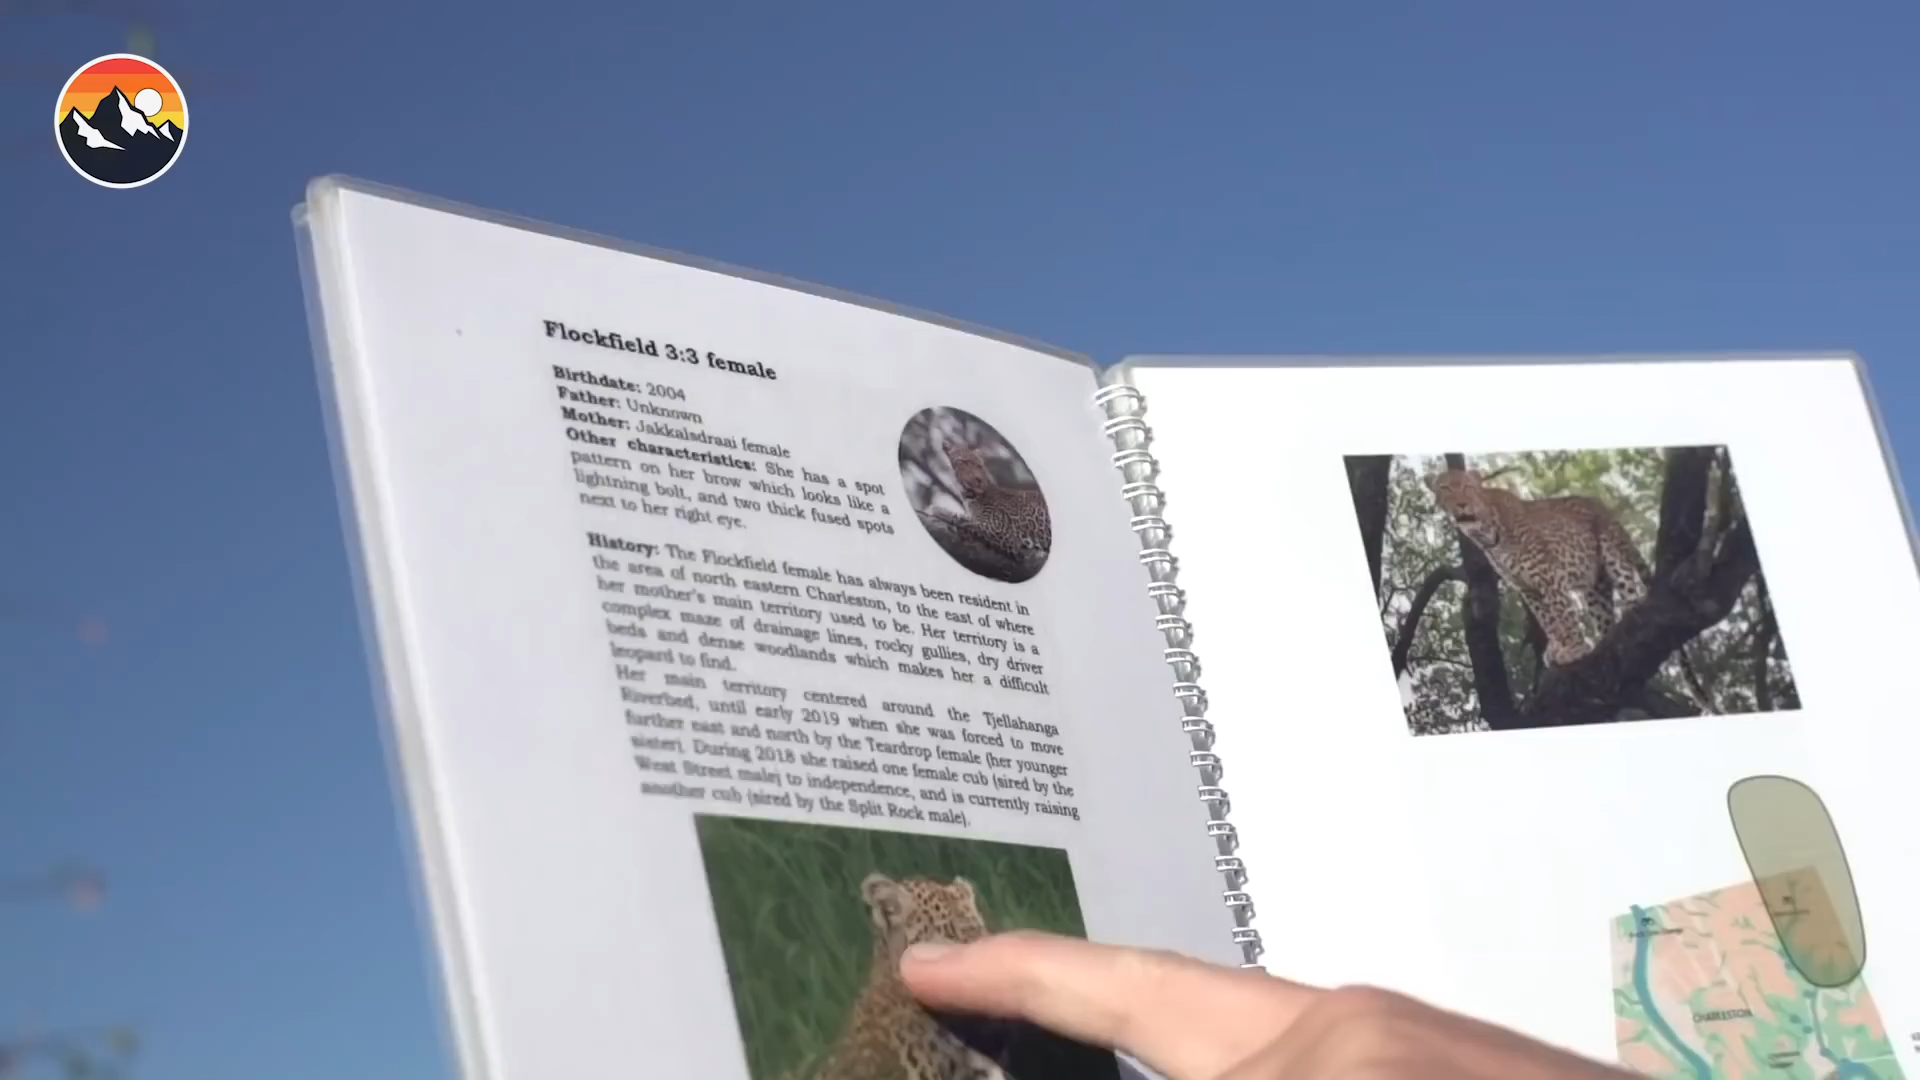 Flockfield 3:3 female
Birthdate: 2004
Father: Unknown
Mother: Jakkalsdraai female
Other characteristics: She has a spot
pattern on her brow which looks like a
lightning bolt, and two thick fused spots
next to her right eye.
History: The Flockfield female has always been resident in
the area of north eastern Charleston, to the east of where
her mother's main territory used to be. Her territory is a
complex maze of drainage lines, rocky gullies, dry driver
beds and dense woodlands which makes her a difficult
leopard to find.
Her main territory centered around the Tjellahanga
Riverbed, until early 2019 when she was forced to move
further east and north by the Teardrop female (her younger
sister). During 2018 she raised one female cub (sired by the
West Street male) to independence, and is currently raising
another cub (sired by the Split Rock male).
CHARLESTON